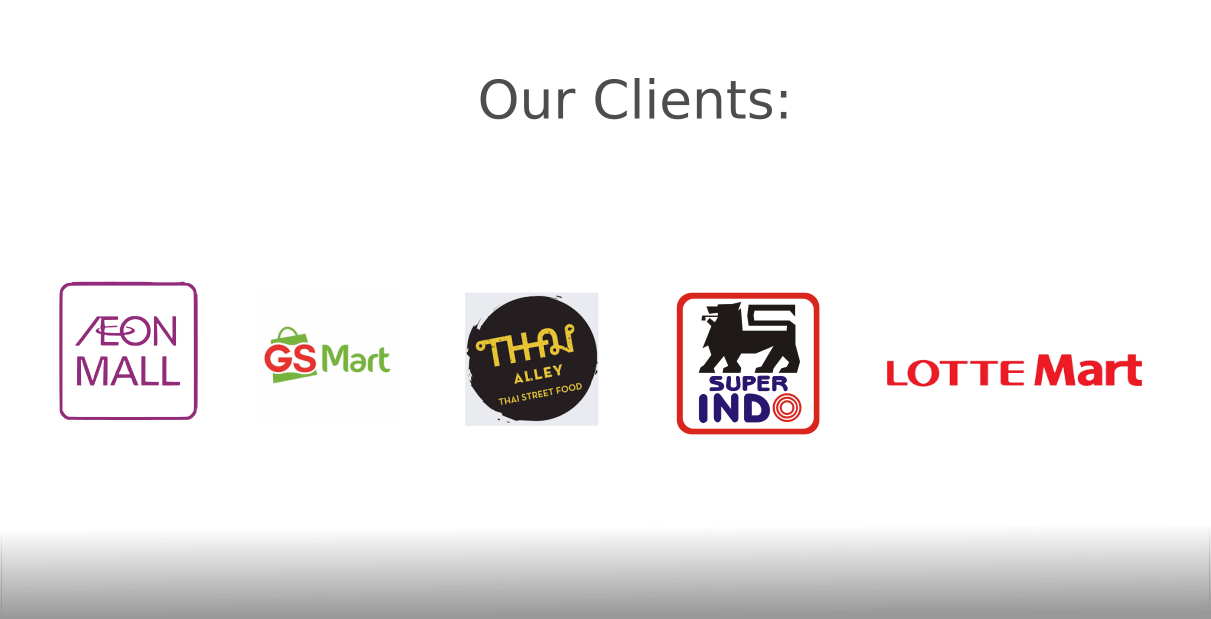 Our Clients:
ÆON
MALL
GS Mart
THAI
ALLEY
THAI STREET FOOD
SUPER
INDO
LOTTE Mart